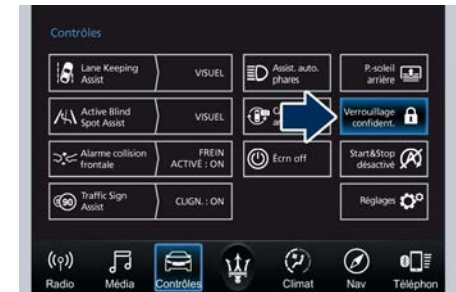 Contrôles
Lane Keeping
Assist
VISUEL
Assist. auto.
phares
P.-soleil
arrière
Active Blind
Spot Assist
VISUEL
Verrouillage
confident.
Alarme collision
frontale
FREIN
ACTIVÉ : ON
Écrn off
Start&Stop
désactivé
90
Traffic Sign
Assist
CLIGN. : ON
Réglages
Radio
Média
Contrôles
Climat
Nav
Téléphon